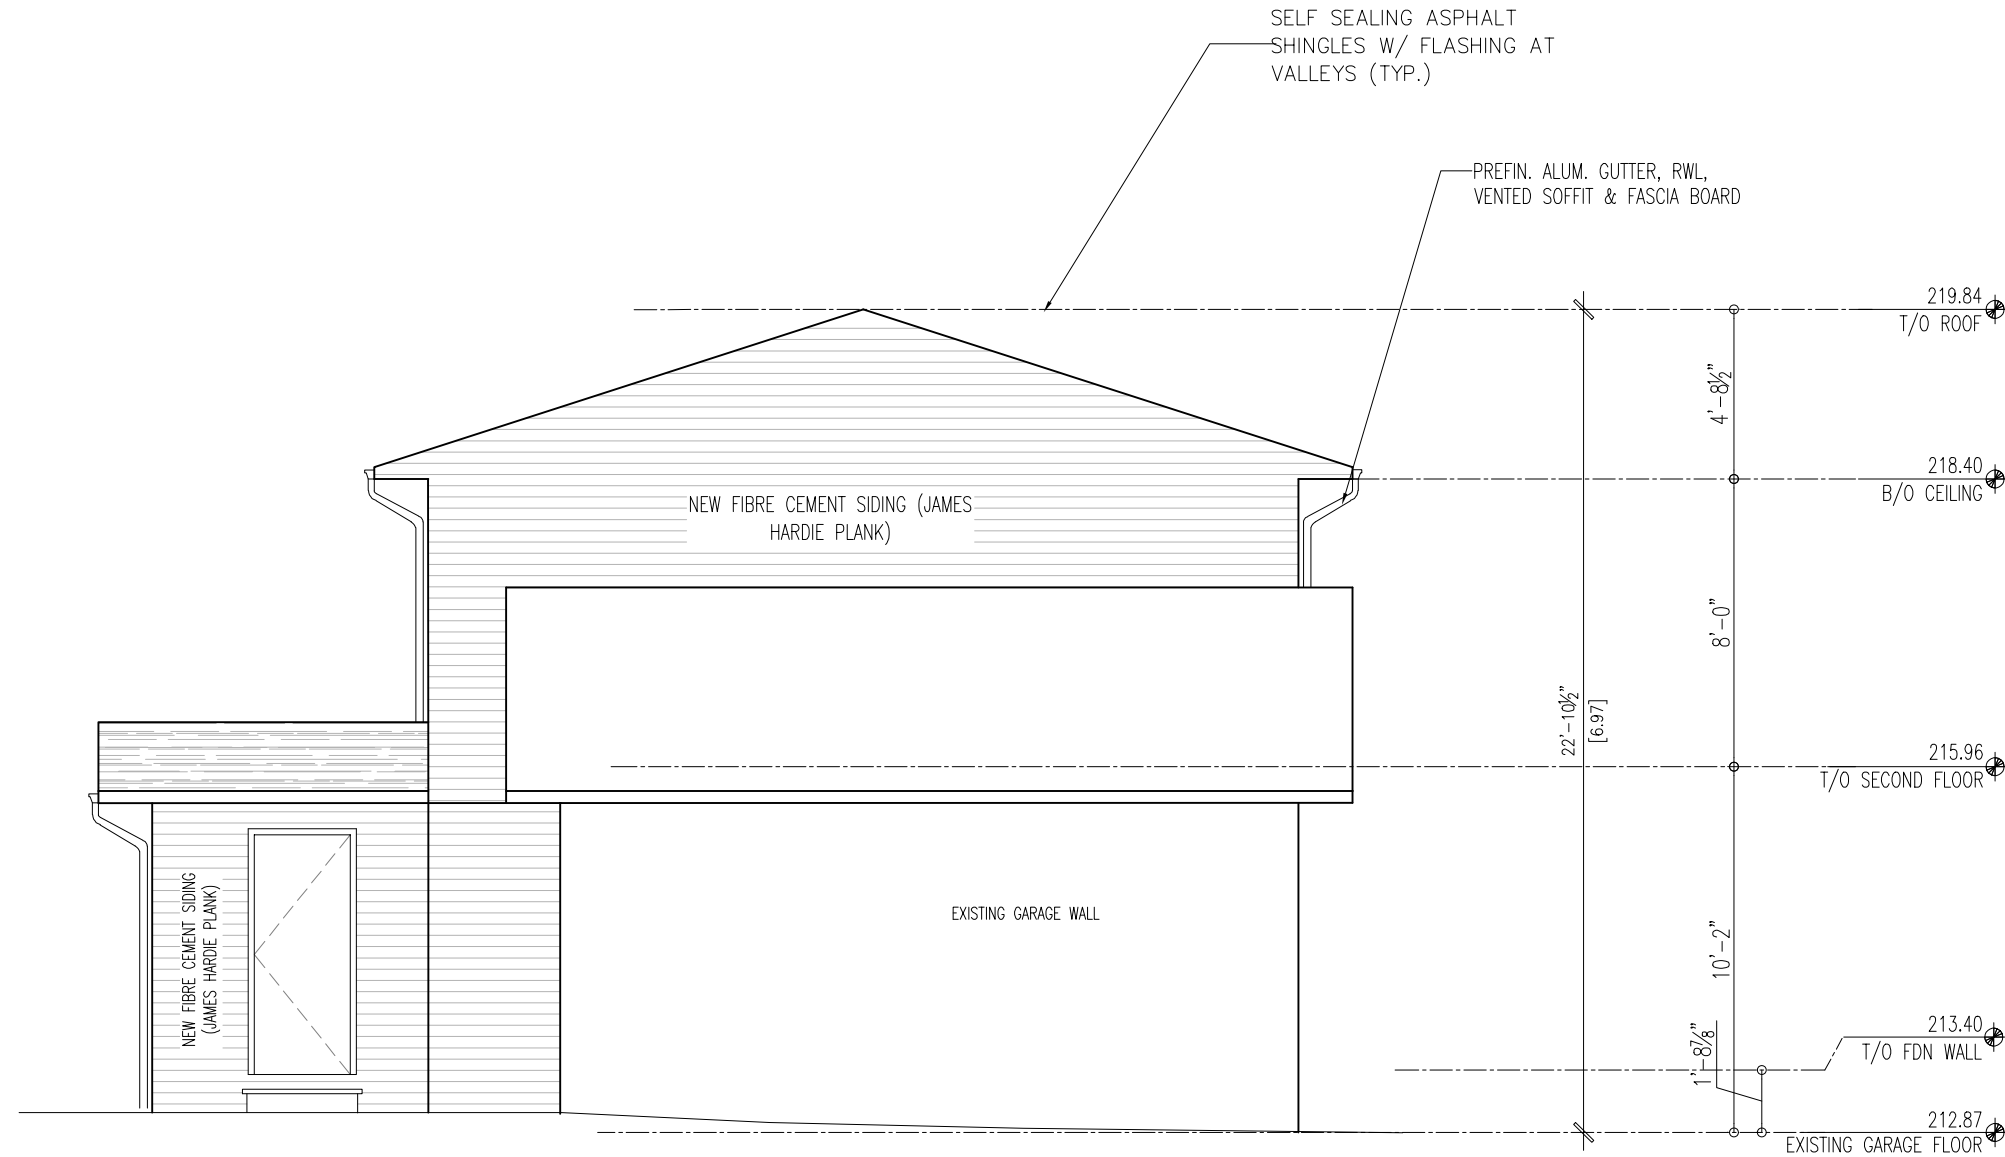 SELF SEALING ASPHALT
SHINGLES W/ FLASHING AT
VALLEYS (TYP.)
PREFIN. ALUM. GUTTER, RWL,
VENTED SOFFIT & FASCIA BOARD
219.84
T/O ROOF
4'-8½"
218.40
B/O CEILING
NEW FIBRE CEMENT SIDING (JAMES
HARDIE PLANK)
8'-0"
22'-10½"
[6.97]
215.96
T/O SECOND FLOOR
NEW FIBRE CEMENT SIDING
(JAMES HARDIE PLANK)
EXISTING GARAGE WALL
10'-2"
1'-8⅞"
213.40
T/O FDN WALL
212.87
EXISTING GARAGE FLOOR